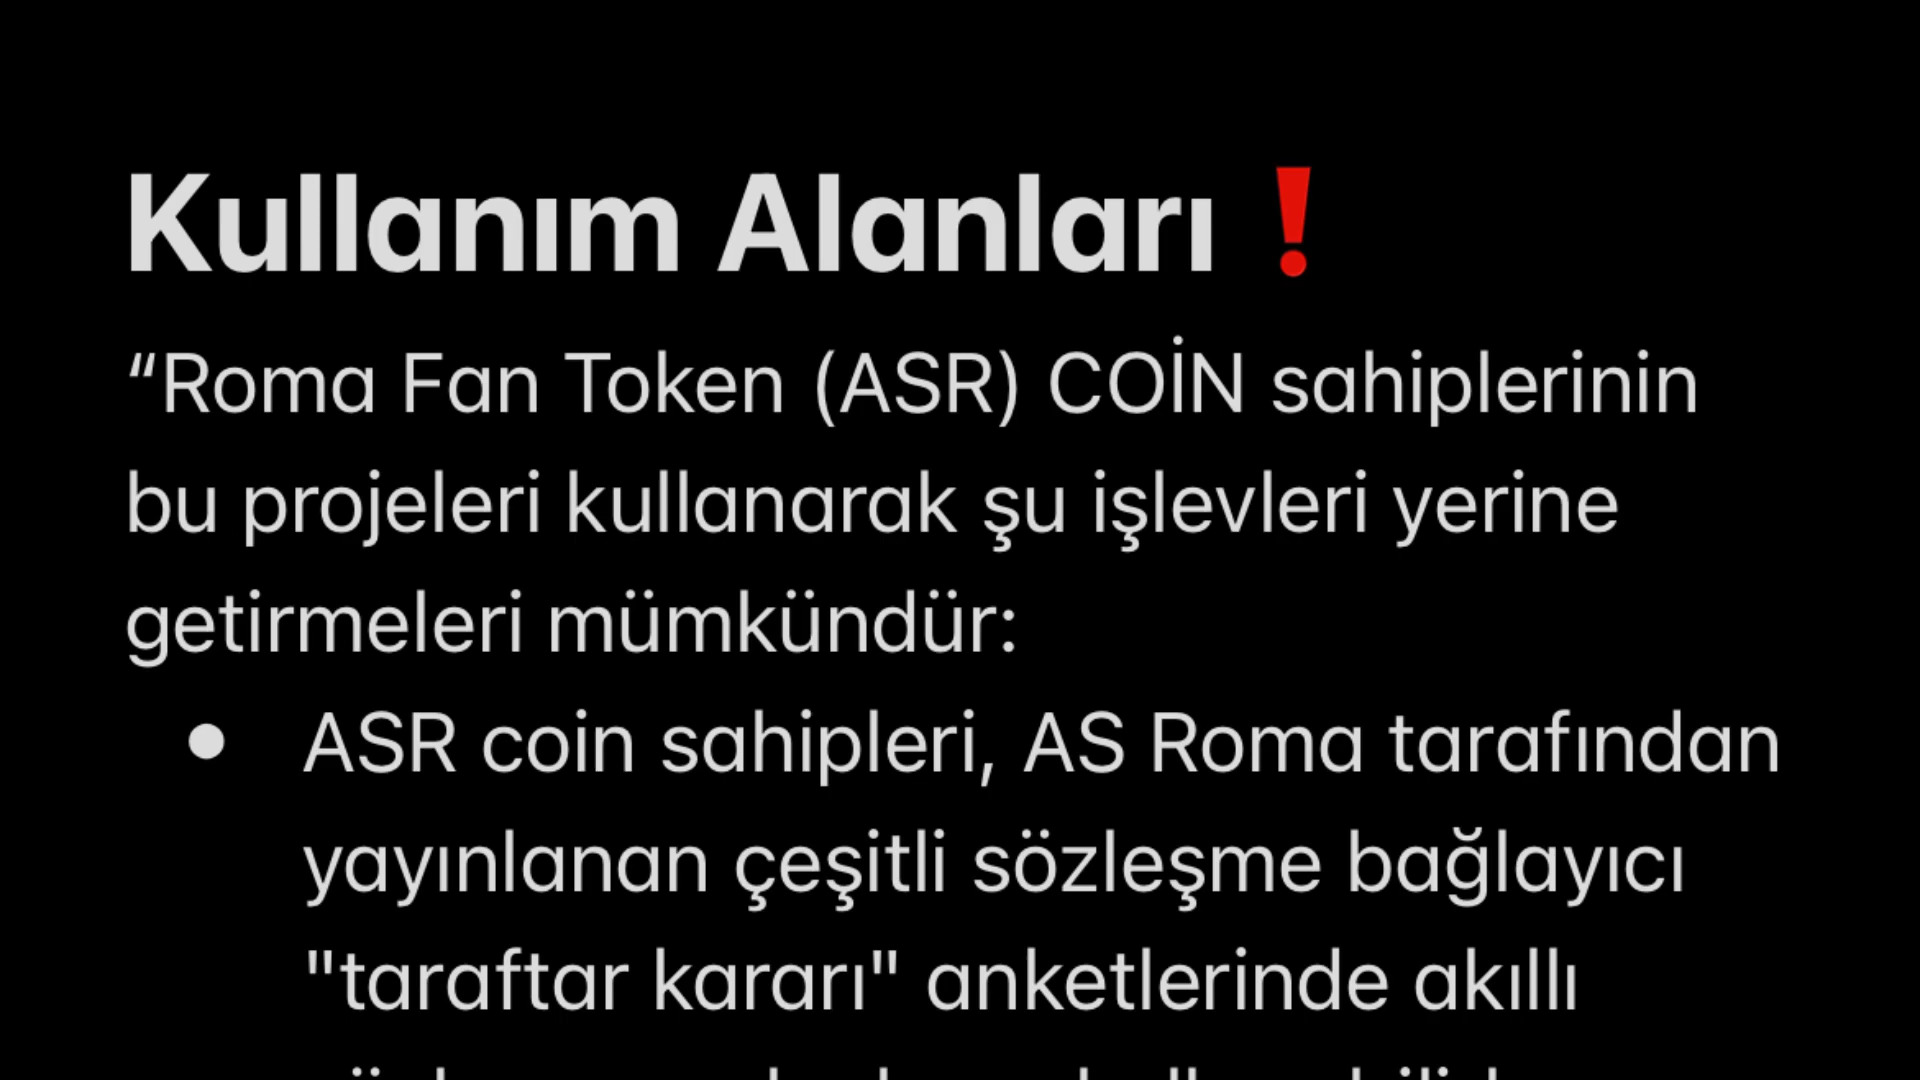 Kullanım Alanları ❗
“Roma Fan Token (ASR) COİN sahiplerinin
bu projeleri kullanarak şu işlevleri yerine
getirmeleri mümkündür:
● ASR coin sahipleri, AS Roma tarafından
yayınlanan çeşitli sözleşme bağlayıcı
"taraftar kararı" anketlerinde akıllı